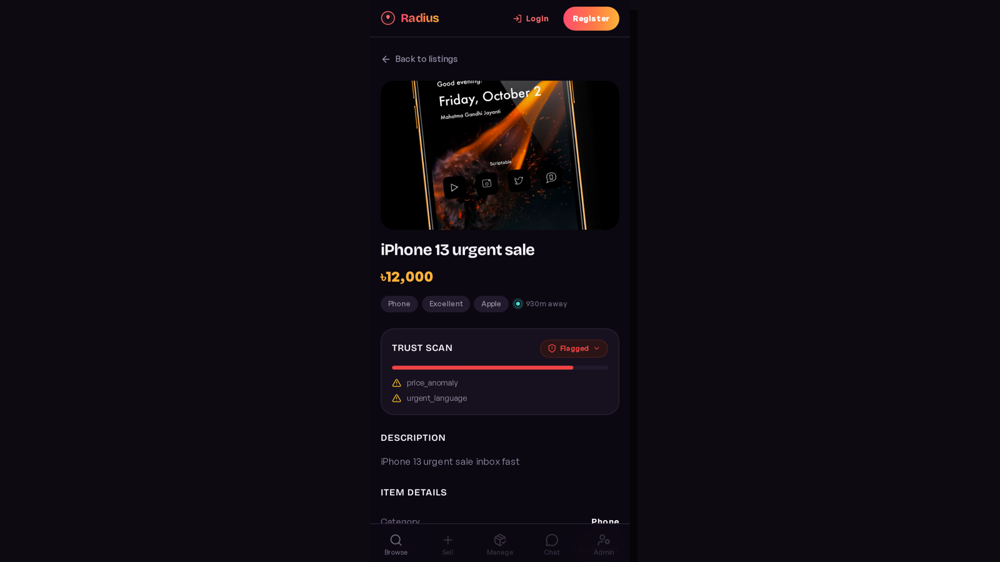 Radius
Login
Register
Back to listings
Good evening.
Friday, October 2
Mahatma Gandhi Jayanti
Scriptable
iPhone 13 urgent sale
৳12,000
Phone
Excellent
Apple
930m away
TRUST SCAN
Flagged
price_anomaly
urgent_language
DESCRIPTION
iPhone 13 urgent sale inbox fast
ITEM DETAILS
Category
Phone
Browse
Sell
Manage
Chat
Admin